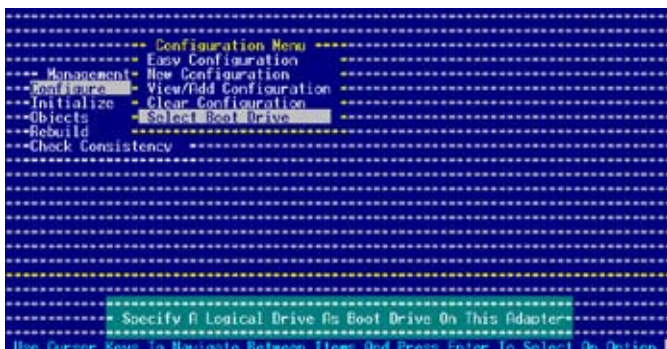 Configuration Menu
Easy Configuration
Management
New Configuration
Configure
View/Add Configuration
Initialize
Clear Configuration
Objects
Select Boot Drive
Rebuild
Check Consistency
Specify A Logical Drive As Boot Drive On This Adapter
Use Cursor Keys To Navigate Between Items And Press Enter To Select An Option